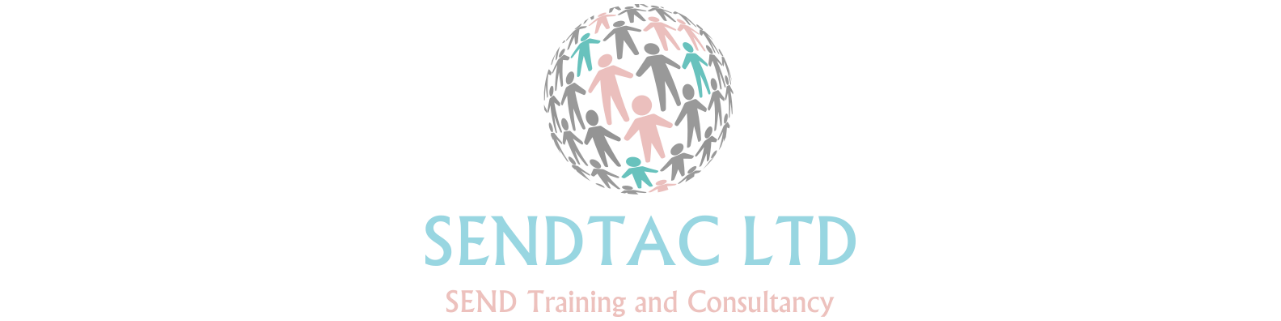 SENDTAC LTD
SEND Training and Consultancy